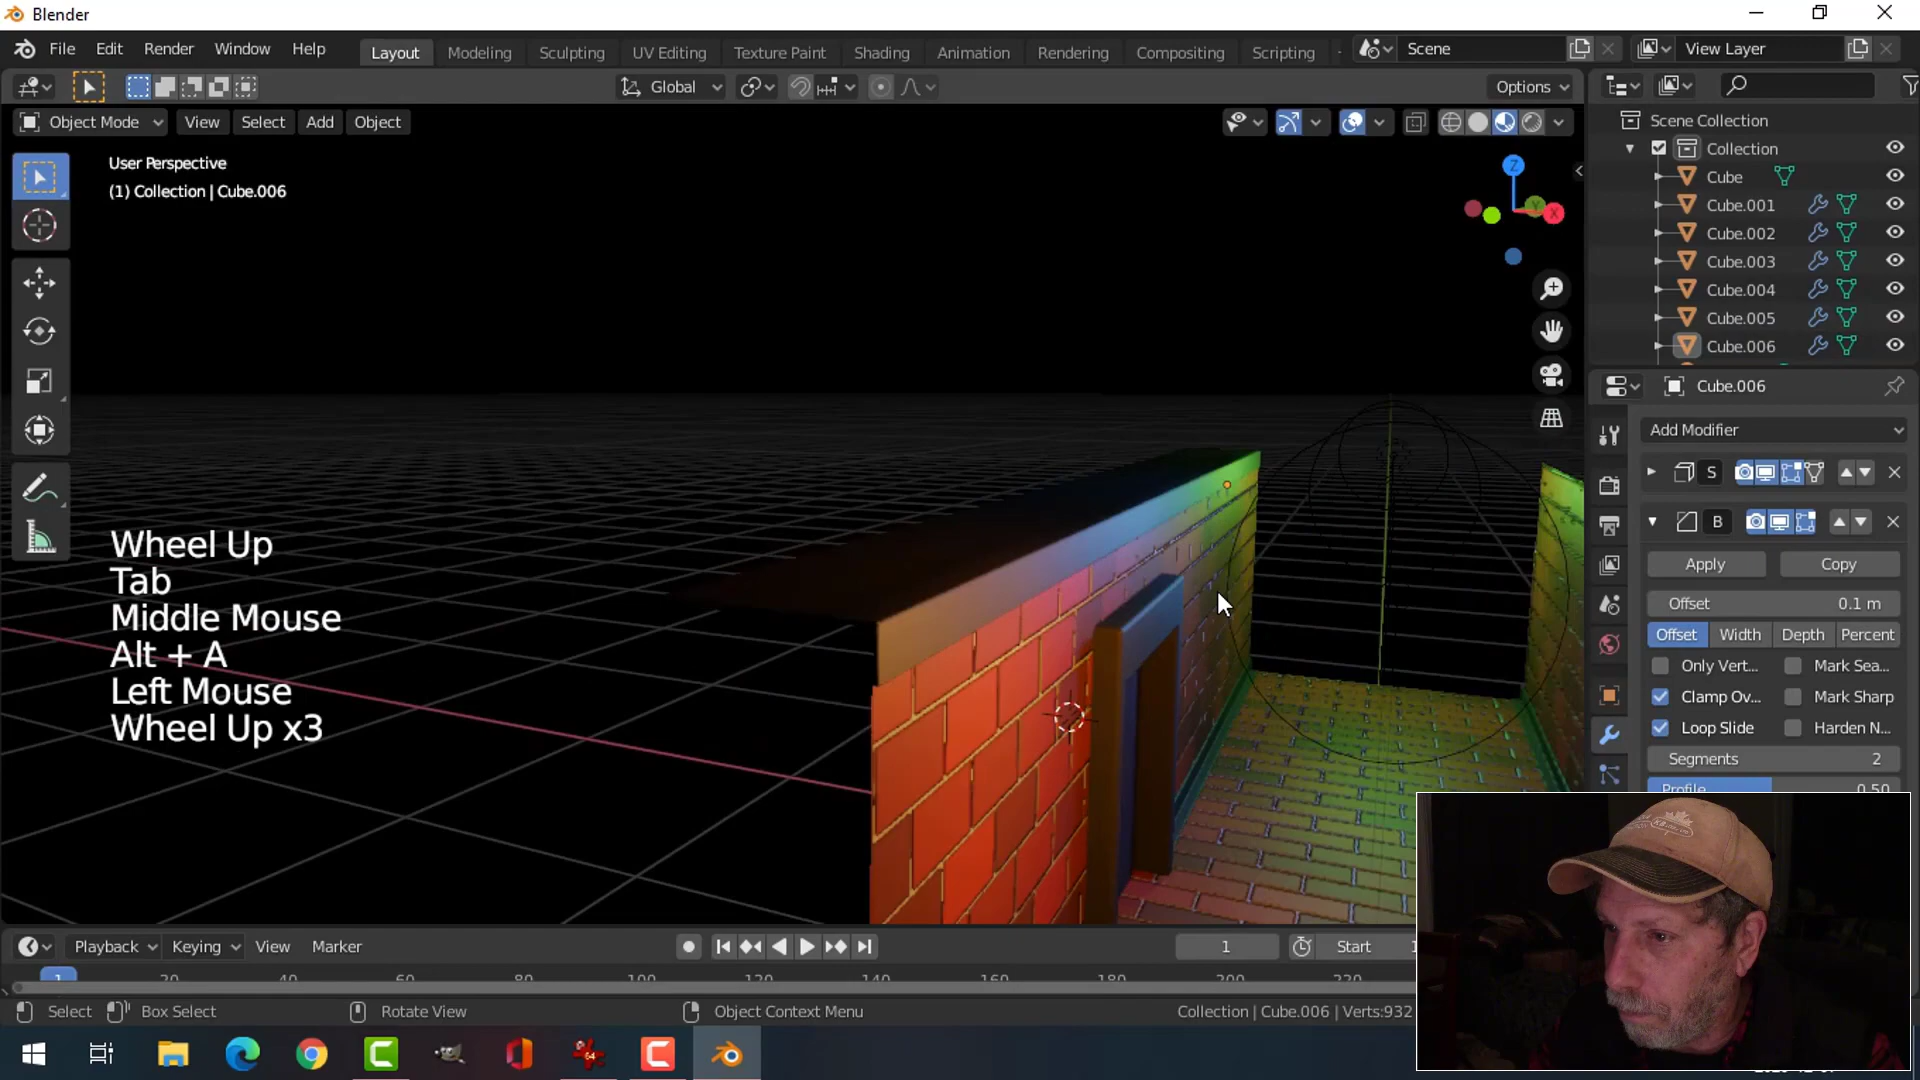 Blender
File Edit Render Window Help Layout Modeling Sculpting UV Editing Texture Paint Shading Animation Rendering Compositing Scripting Scene View Layer
Global Options
Object Mode View Select Add Object
User Perspective
(1) Collection | Cube.006
Z
Y
X
Scene Collection
Collection
Cube
Cube.001
Cube.002
Cube.003
Cube.004
Cube.005
Cube.006
Cube.006
Add Modifier
S
B
Apply Copy
Offset 0.1 m
Offset Width Depth Percent
Only Vert... Mark Sea...
Clamp Ov... Mark Sharp
Loop Slide Harden N...
Segments 2
Profile 0.50
Wheel Up
Tab
Middle Mouse
Alt + A
Left Mouse
Wheel Up x3
Playback Keying View Marker 1 Start 1
1 20 40 60 80 100 120 140 160 180 200 220
Select Box Select Rotate View Object Context Menu Collection | Cube.006 | Verts:932